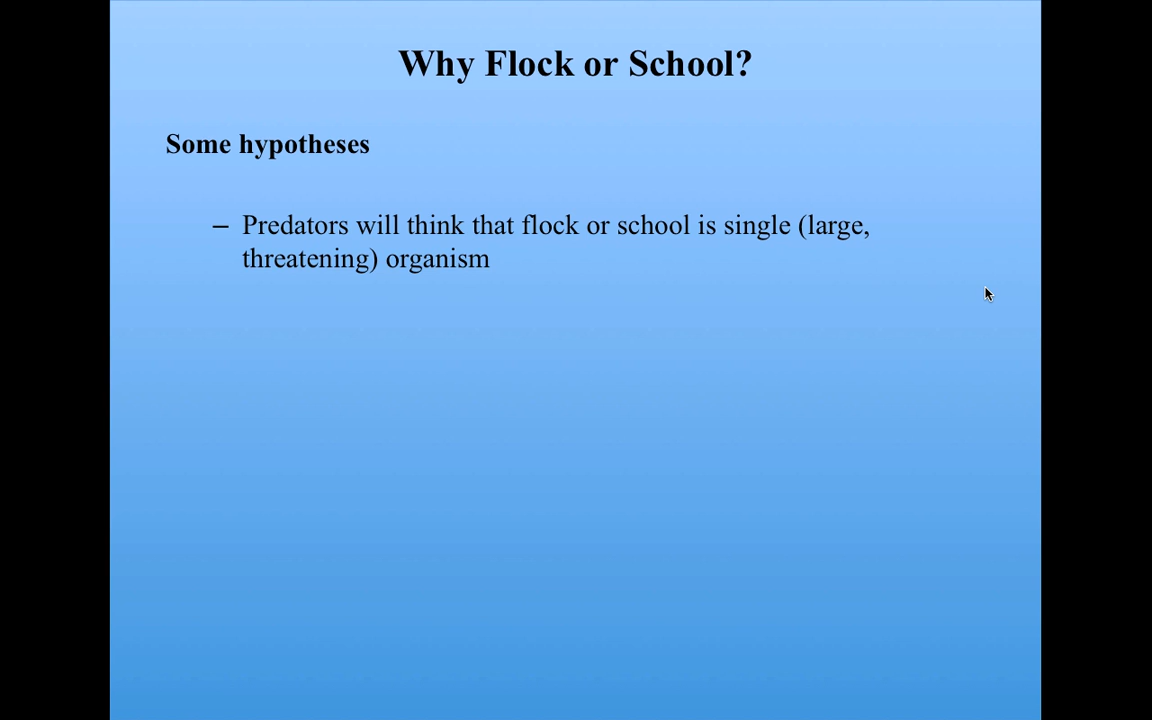 Why Flock or School?
Some hypotheses
– Predators will think that flock or school is single (large,
threatening) organism